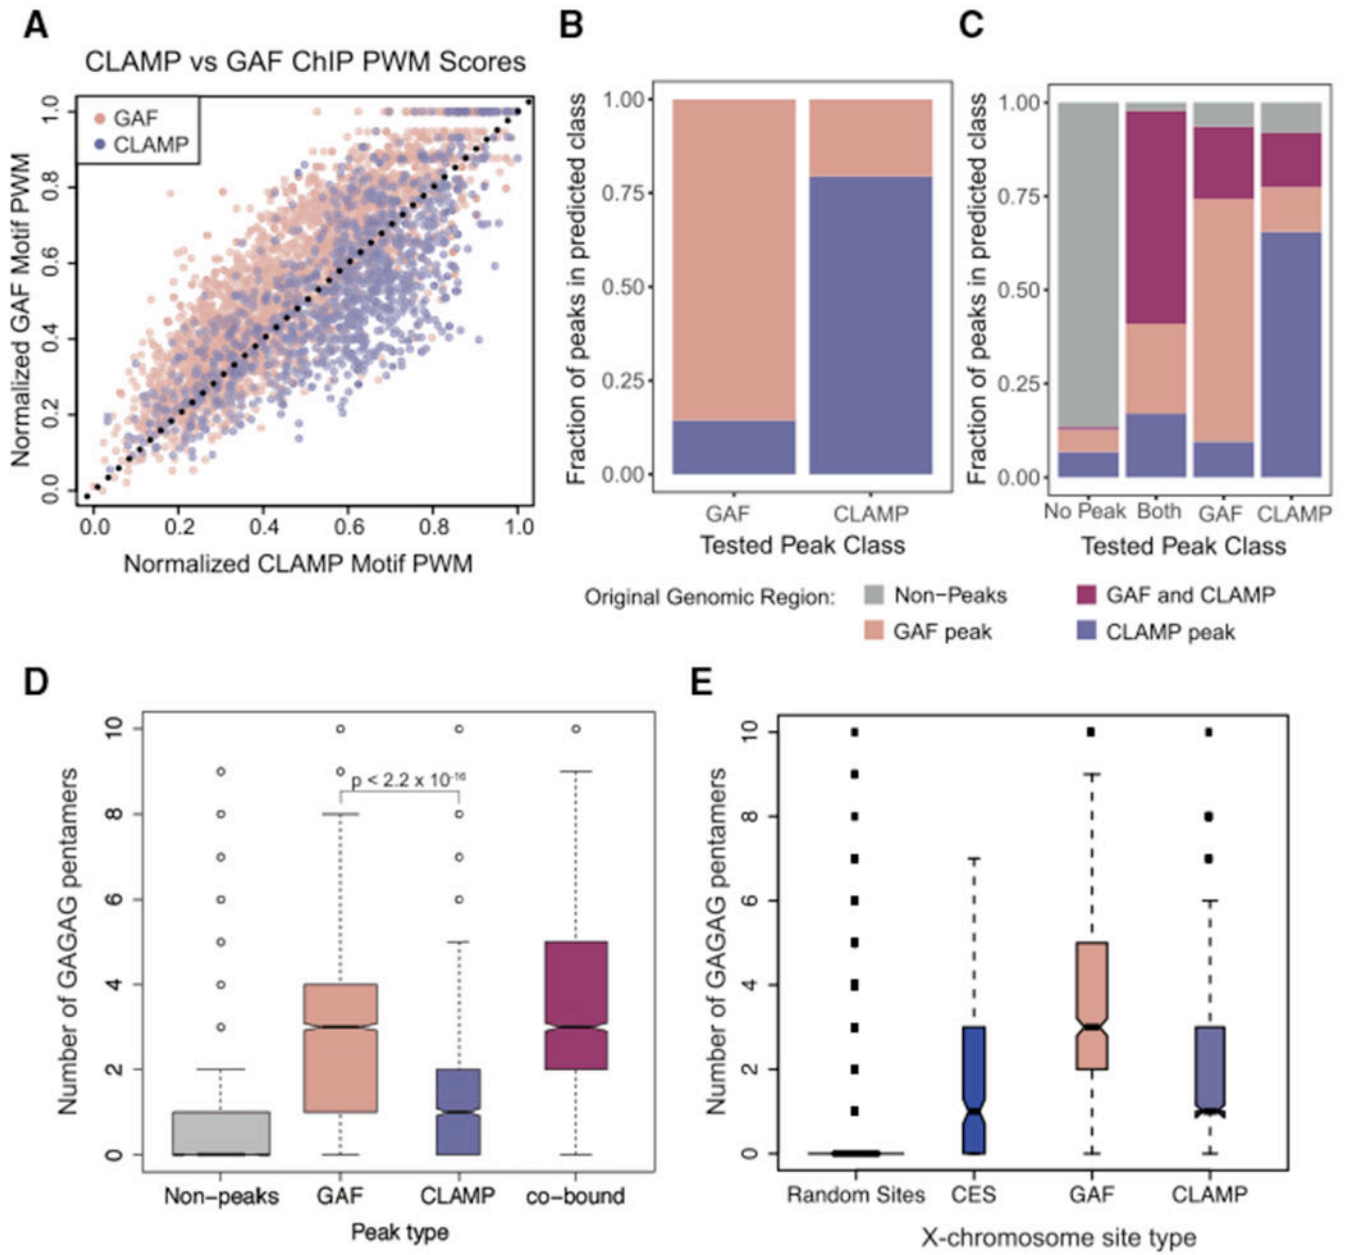 A
CLAMP vs GAF ChIP PWM Scores
GAF
CLAMP
Normalized GAF Motif PWM
1.0
0.8
0.6
0.4
0.2
0.0
0.0 0.2 0.4 0.6 0.8 1.0
Normalized CLAMP Motif PWM
B
Fraction of peaks in predicted class
1.00
0.75
0.50
0.25
0.00
GAF CLAMP
Tested Peak Class
C
Fraction of peaks in predicted class
1.00
0.75
0.50
0.25
0.00
No Peak Both GAF CLAMP
Tested Peak Class
Original Genomic Region:
Non−Peaks
GAF and CLAMP
GAF peak
CLAMP peak
D
Number of GAGAG pentamers
10
8
6
4
2
0
p < 2.2 x 10⁻¹⁶
Non−peaks GAF CLAMP co−bound
Peak type
E
Number of GAGAG pentamers
10
8
6
4
2
0
Random Sites CES GAF CLAMP
X-chromosome site type